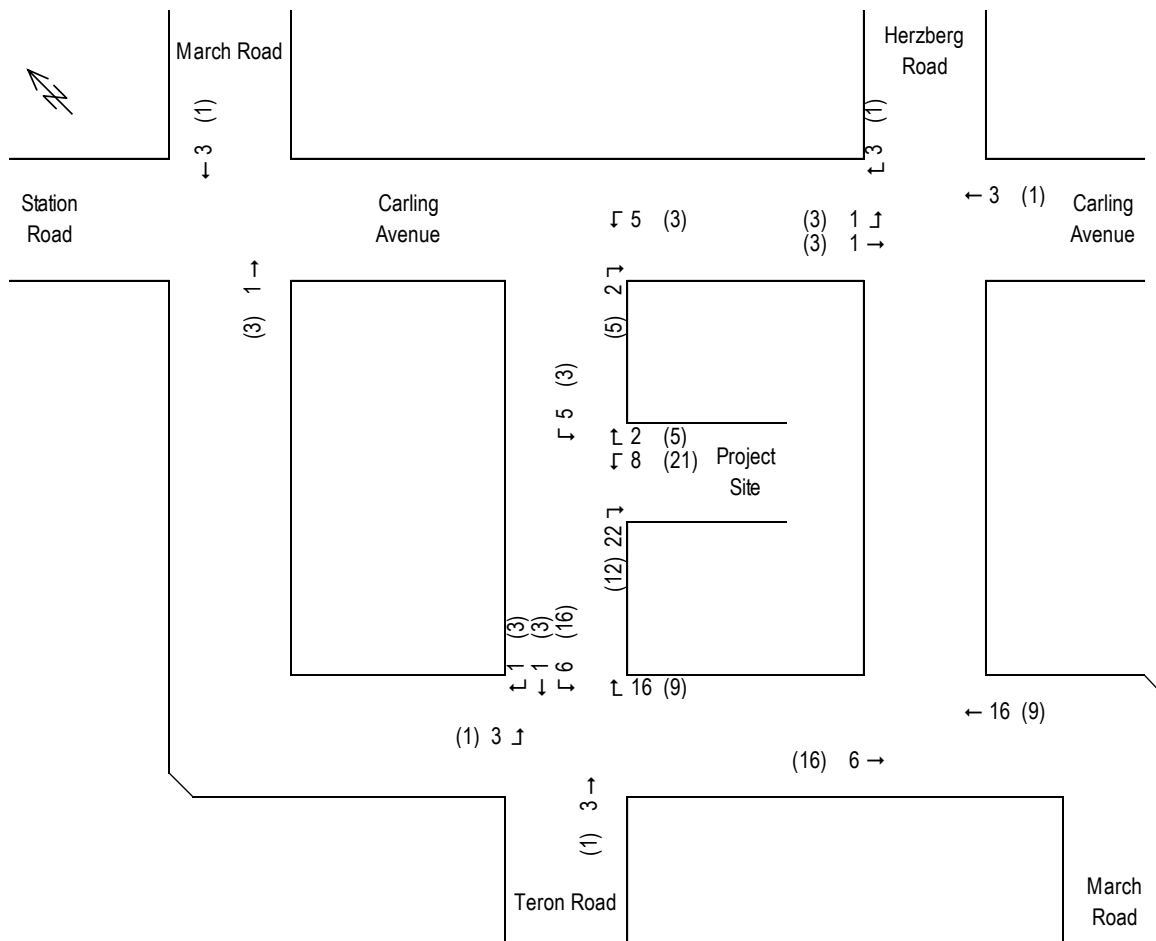 March Road
Herzberg
Road
3 (1)
3 (1)
Station
Road
Carling
Avenue
5 (3)
(3) 1
(3) 1
3 (1)
Carling
Avenue
(3) 1
(5) 2
5 (3)
2 (5)
8 (21)
Project
Site
(12) 22
1 (3)
1 (3)
6 (16)
16 (9)
16 (9)
(1) 3
(16) 6
(1) 3
Teron Road
March
Road